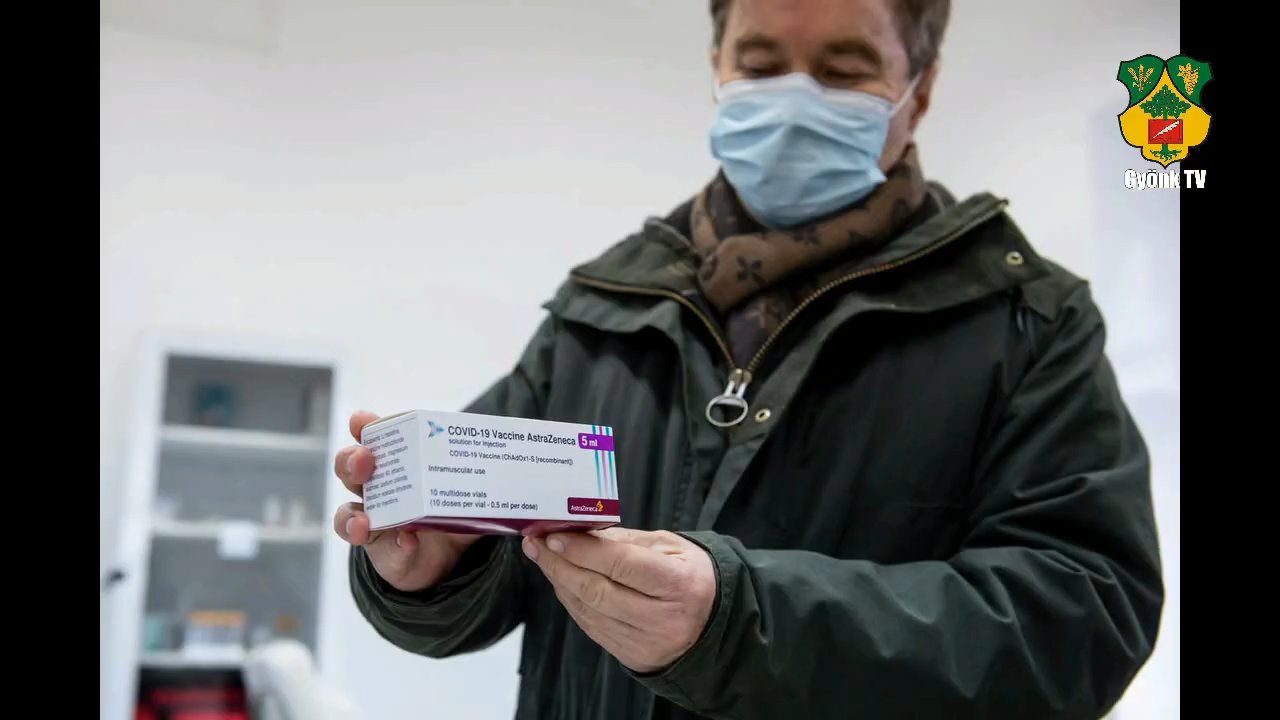 Gyönk TV
COVID-19 Vaccine AstraZeneca
5 ml
solution for injection
COVID-19 Vaccine (ChAdOx1-S [recombinant])
Intramuscular use
10 multidose vials
(10 doses per vial - 0.5 ml per dose)
AstraZeneca